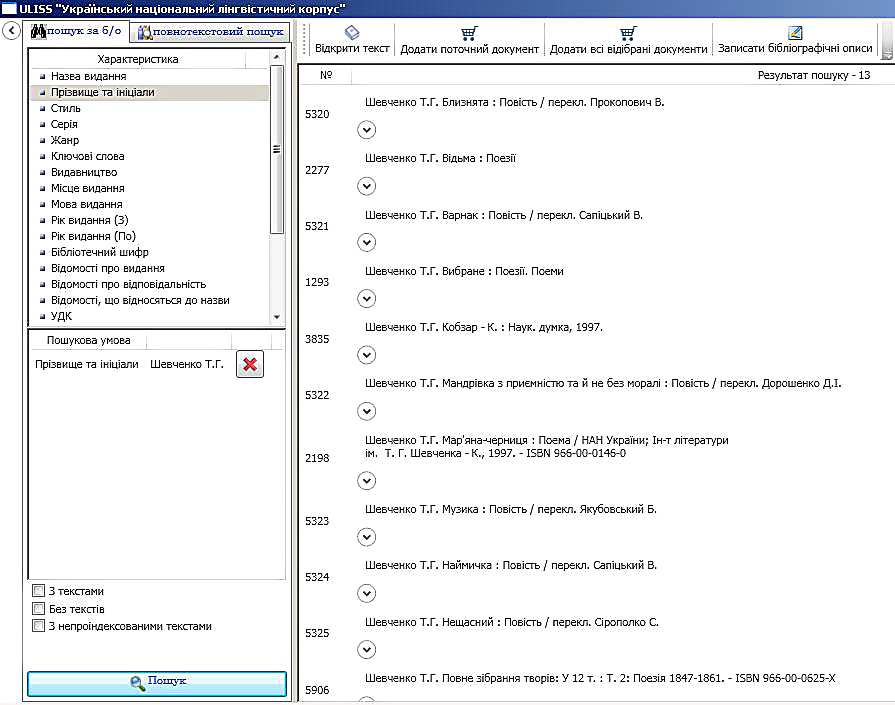 ULISS "Український національний лінгвістичний корпус"
пошук за б/о
повнотекстовий пошук
Відкрити текст
Додати поточний документ
Додати всі відібрані документи
Записати бібліографічні описи
Характеристика
Назва видання
Прізвище та ініціали
Стиль
Серія
Жанр
Ключові слова
Видавництво
Місце видання
Мова видання
Рік видання (З)
Рік видання (По)
Бібліотечний шифр
Відомості про видання
Відомості про відповідальність
Відомості, що відносяться до назви
УДК
Пошукова умова
Прізвище та ініціали Шевченко Т.Г.
З текстами
Без текстів
З непроіндексованими текстами
Пошук
№ Результат пошуку - 13
Шевченко Т.Г. Близнята : Повість / перекл. Прокопович В.
5320
Шевченко Т.Г. Відьма : Поезії
2277
Шевченко Т.Г. Варнак : Повість / перекл. Сапіцький В.
5321
Шевченко Т.Г. Вибране : Поезії. Поеми
1293
Шевченко Т.Г. Кобзар - К. : Наук. думка, 1997.
3835
Шевченко Т.Г. Мандрівка з приємністю та й не без моралі : Повість / перекл. Дорошенко Д.І.
5322
Шевченко Т.Г. Мар'яна-черниця : Поема / НАН України; Ін-т літератури
ім. Т. Г. Шевченка - К., 1997. - ISBN 966-00-0146-0
2198
Шевченко Т.Г. Музика : Повість / перекл. Якубовський Б.
5323
Шевченко Т.Г. Наймичка : Повість / перекл. Сапіцький В.
5324
Шевченко Т.Г. Нещасний : Повість / перекл. Сірополко С.
5325
Шевченко Т.Г. Повне зібрання творів: У 12 т. : Т. 2: Поезія 1847-1861. - ISBN 966-00-0625-X
5906